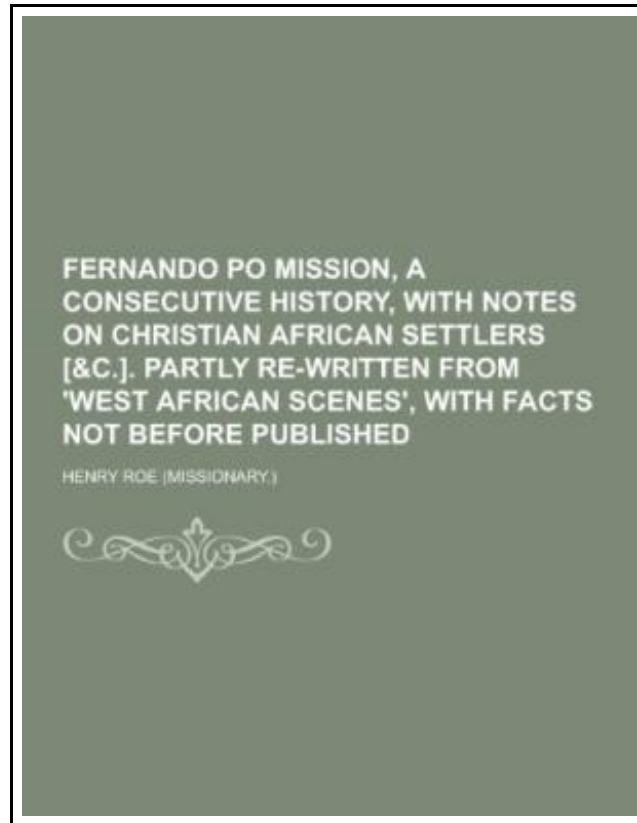 FERNANDO PO MISSION, A
CONSECUTIVE HISTORY, WITH NOTES
ON CHRISTIAN AFRICAN SETTLERS
[&C.]. PARTLY RE-WRITTEN FROM
'WEST AFRICAN SCENES', WITH FACTS
NOT BEFORE PUBLISHED
HENRY ROE (MISSIONARY.)